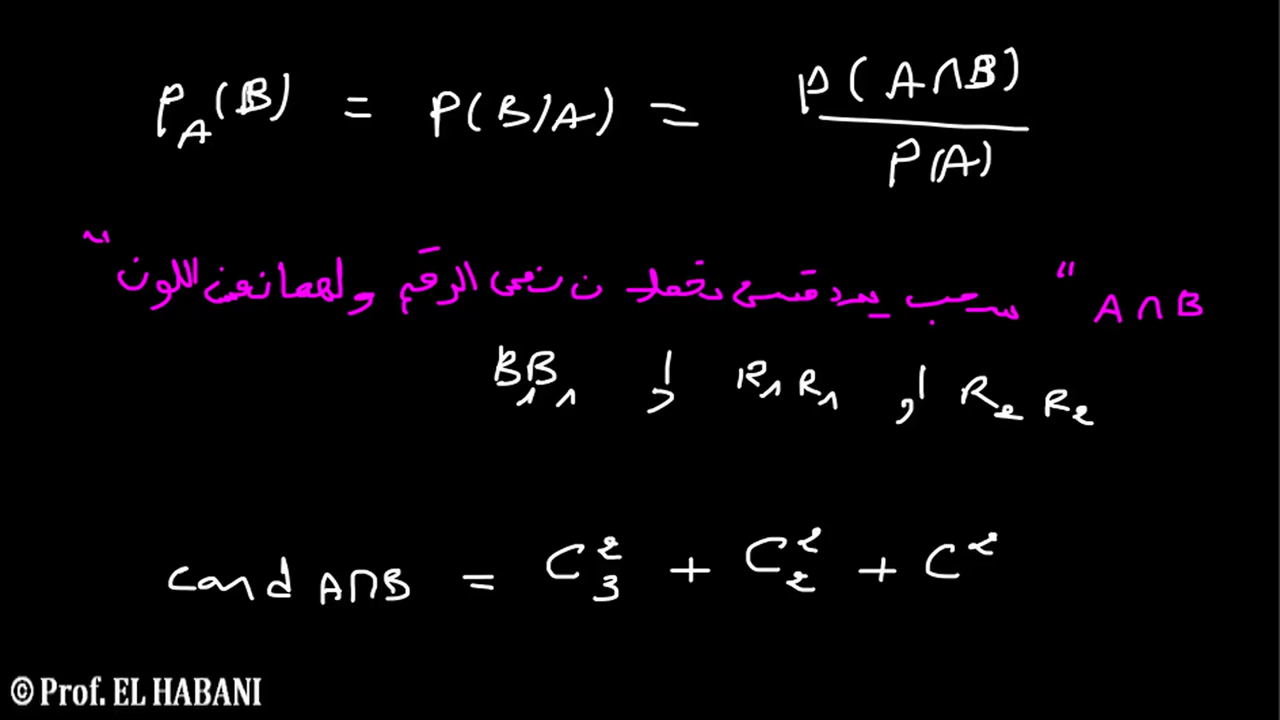 P_A(B) = P(B/A) = P(A∩B) / P(A)
A∩B "سحب بيدقتين تحملان نفس الرقم ولهما نفس اللون"
B₁B₁ أو R₁R₁ أو R₂R₂
card A∩B = C²₃ + C²₂ + C²
© Prof. EL HABANI